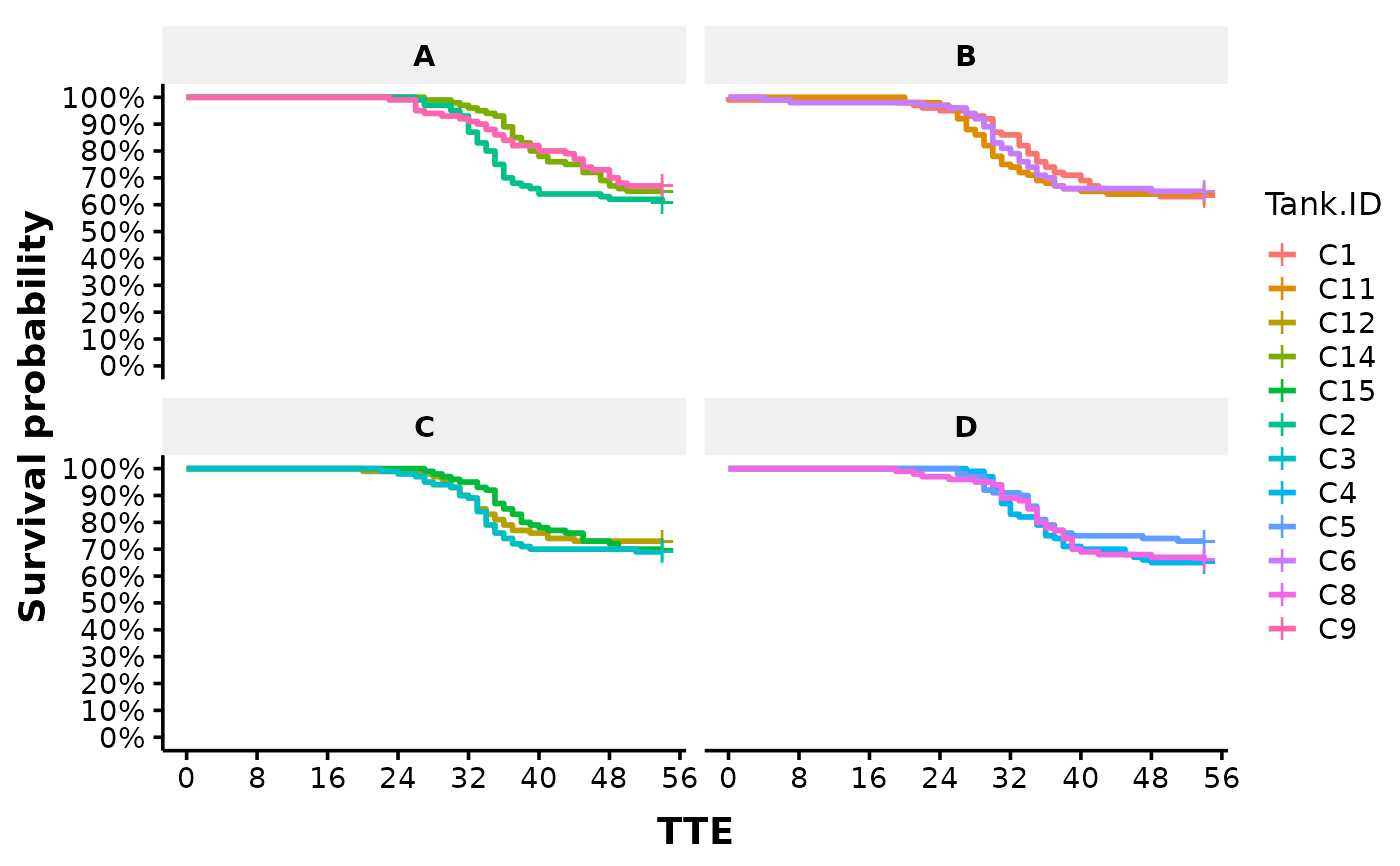 A
B
100%
90%
80%
70%
60%
50%
40%
30%
20%
10%
0%
C
D
100%
90%
80%
70%
60%
50%
40%
30%
20%
10%
0%
0 8 16 24 32 40 48 56
0 8 16 24 32 40 48 56
TTE
Survival probability
Tank.ID
C1
C11
C12
C14
C15
C2
C3
C4
C5
C6
C8
C9